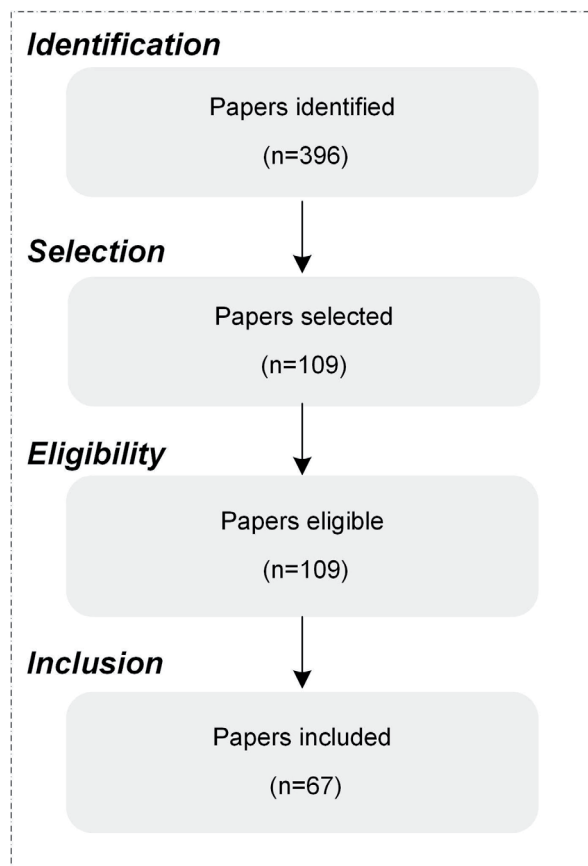 Identification
Papers identified
(n=396)
Selection
Papers selected
(n=109)
Eligibility
Papers eligible
(n=109)
Inclusion
Papers included
(n=67)